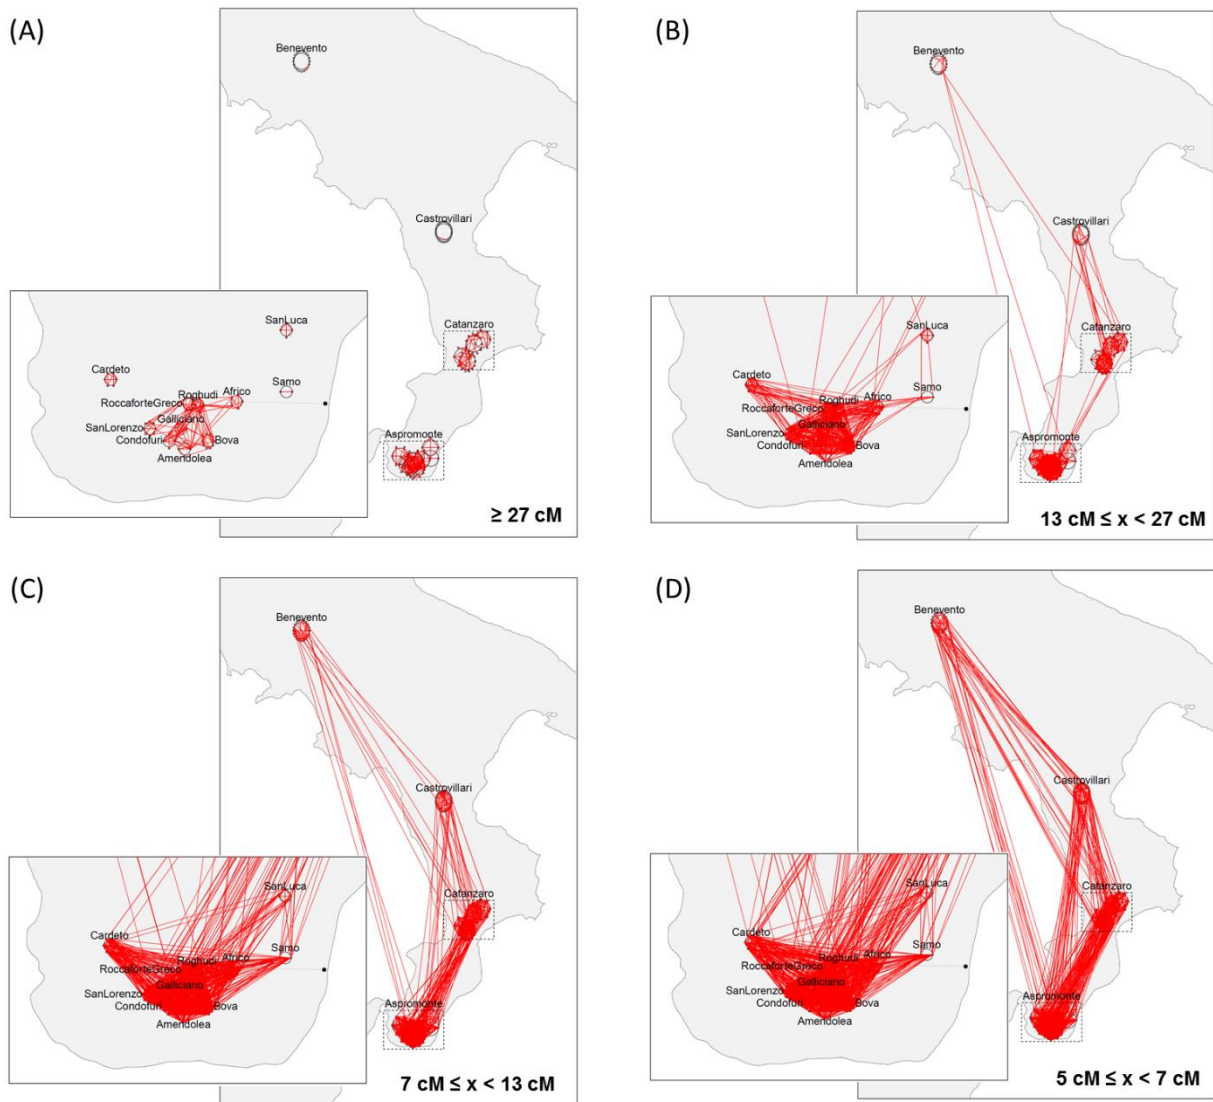 (A)
Benevento
Castrovillari
Catanzaro
Aspromonte
SanLuca
Cardeto
Samo
Roghudi
Africo
RoccaforteGreco
Galliciano
SanLorenzo
Condofuri
Bova
Amendolea
≥ 27 cM
(B)
Benevento
Castrovillari
Catanzaro
Aspromonte
SanLuca
Cardeto
Samo
Roghudi
Africo
RoccaforteGreco
Galliciano
SanLorenzo
Condofuri
Bova
Amendolea
13 cM ≤ x < 27 cM
(C)
Benevento
Castrovillari
Catanzaro
Aspromonte
SanLuca
Cardeto
Samo
Roghudi
Africo
RoccaforteGreco
Galliciano
SanLorenzo
Condofuri
Bova
Amendolea
7 cM ≤ x < 13 cM
(D)
Benevento
Castrovillari
Catanzaro
Aspromonte
SanLuca
Cardeto
Samo
Roghudi
Africo
RoccaforteGreco
Galliciano
SanLorenzo
Condofuri
Bova
Amendolea
5 cM ≤ x < 7 cM